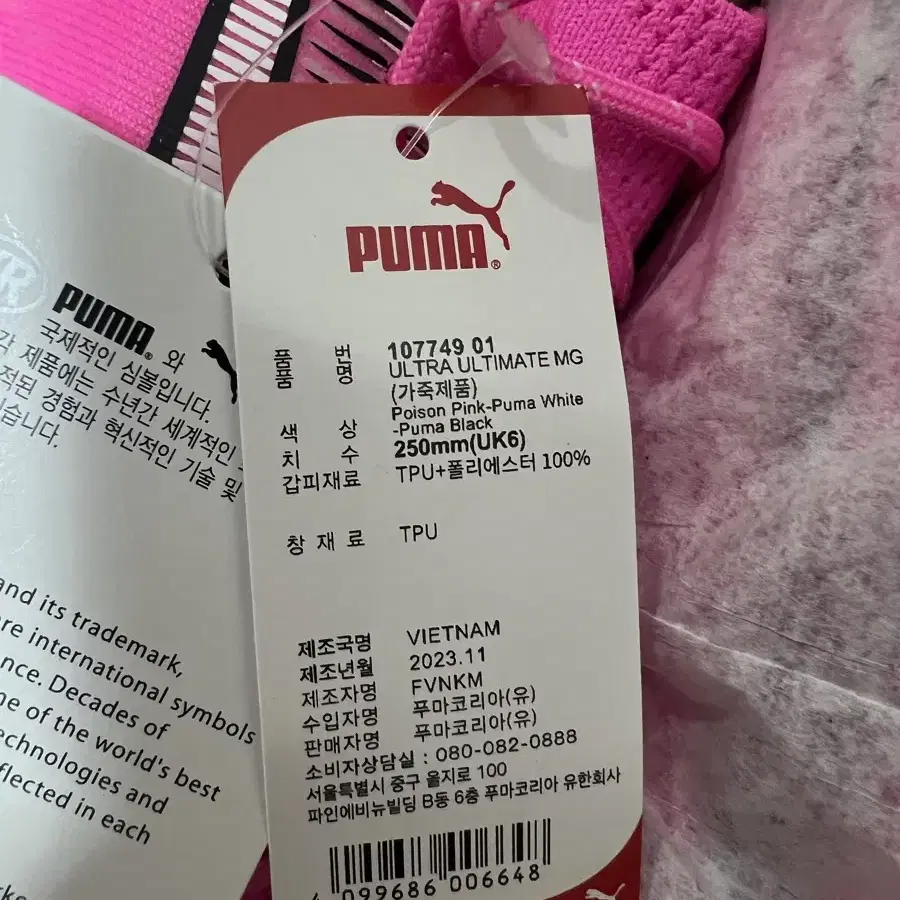 PUMA®
품 번 107749 01
품 명 ULTRA ULTIMATE MG
(가죽제품)
색 상 Poison Pink-Puma White
-Puma Black
치 수 250mm(UK6)
갑피재료 TPU+폴리에스터 100%
창 재 료 TPU
제조국명 VIETNAM
제조년월 2023.11
제조자명 FVNKM
수입자명 푸마코리아(유)
판매자명 푸마코리아(유)
소비자상담실 : 080-082-0888
서울특별시 중구 을지로 100
파인에비뉴빌딩 B동 6층 푸마코리아 유한회사
099686 006648
PUMA® 와
국제적인 심볼입니다.
각 제품에는 수년간 세계적인
적된 경험과 혁신적인 기술 및
습니다.
and its trademark,
re international symbols
nce. Decades of
ne of the world's best
echnologies and
flected in each